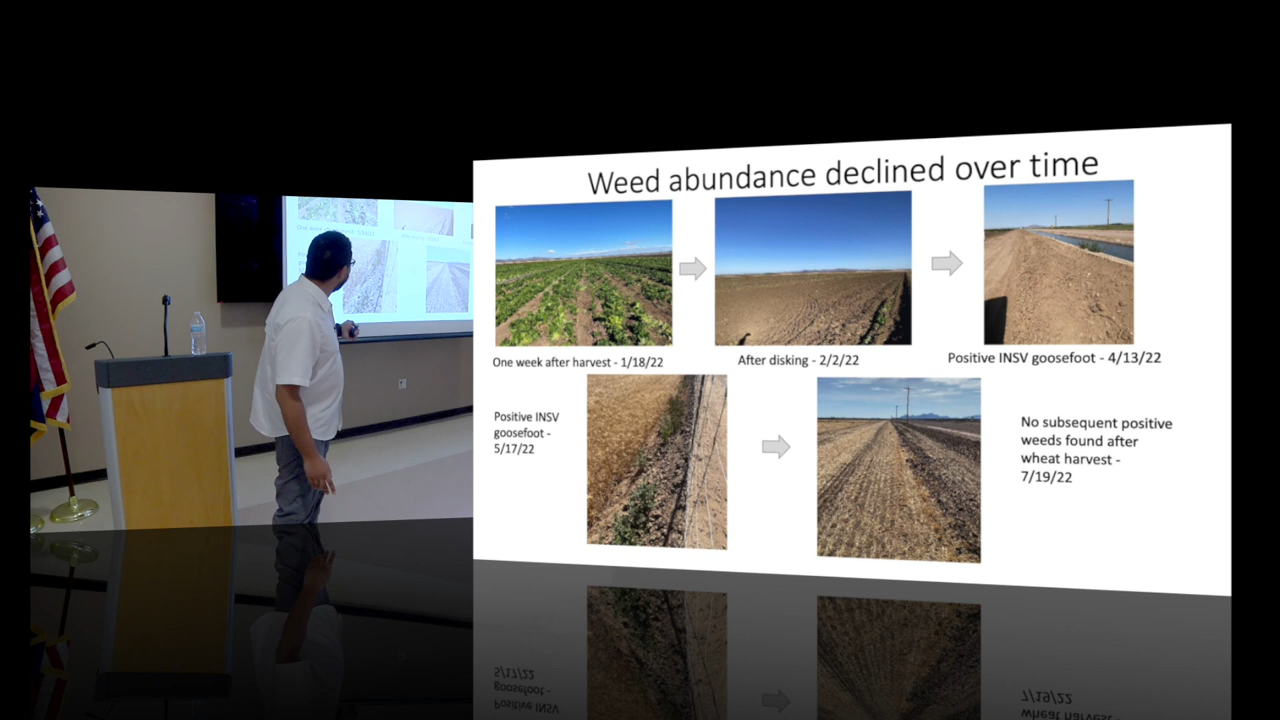 Weed abundance declined over time
One week after harvest - 1/18/22
After disking - 2/2/22
Positive INSV goosefoot - 4/13/22
Positive INSV
goosefoot -
5/17/22
No subsequent positive
weeds found after
wheat harvest -
7/19/22